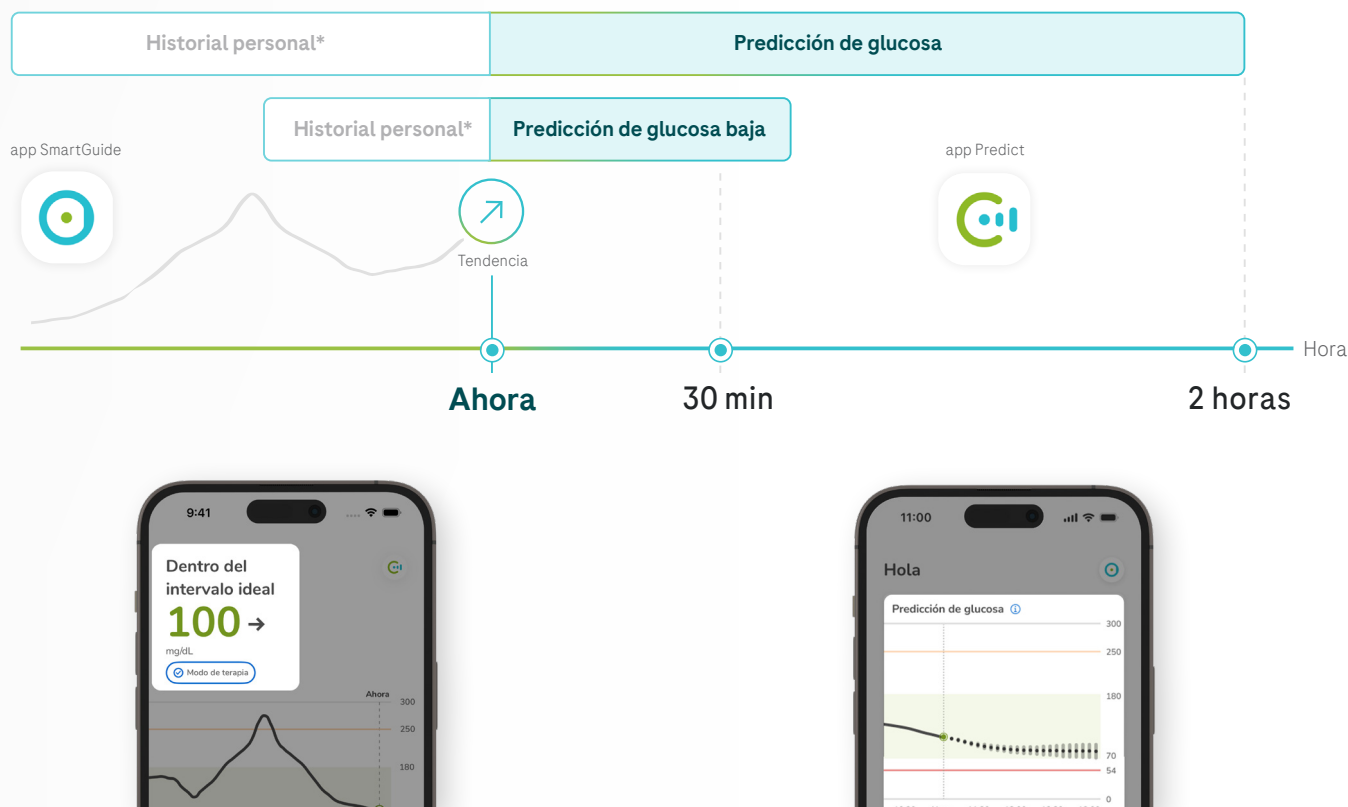 Historial personal*
Predicción de glucosa
Historial personal*
Predicción de glucosa baja
app SmartGuide
app Predict
Tendencia
Hora
Ahora
30 min
2 horas
9:41
Dentro del
intervalo ideal
100
mg/dL
Modo de terapia
Ahora
300
250
180
11:00
Hola
Predicción de glucosa
300
250
180
70
54
0